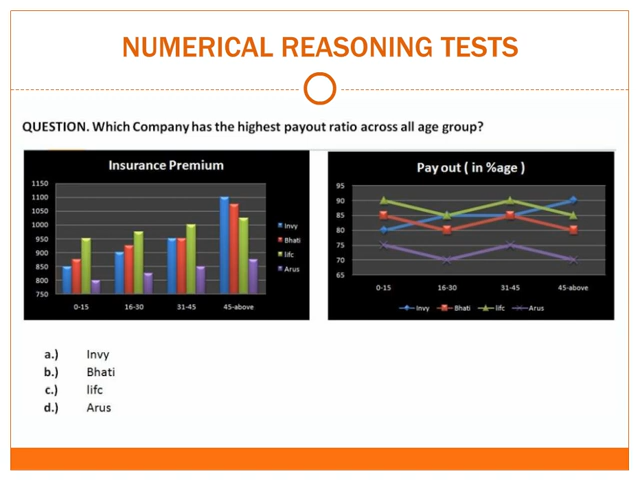 NUMERICAL REASONING TESTS
QUESTION. Which Company has the highest payout ratio across all age group?
Insurance Premium
1150
1100
1050
1000
950
900
850
800
750
0-15
16-30
31-45
45-above
Invy
Bhati
lifc
Arus
Pay out ( in %age )
95
90
85
80
75
70
65
0-15
16-30
31-45
45-above
Invy
Bhati
lifc
Arus
a.) Invy
b.) Bhati
c.) lifc
d.) Arus